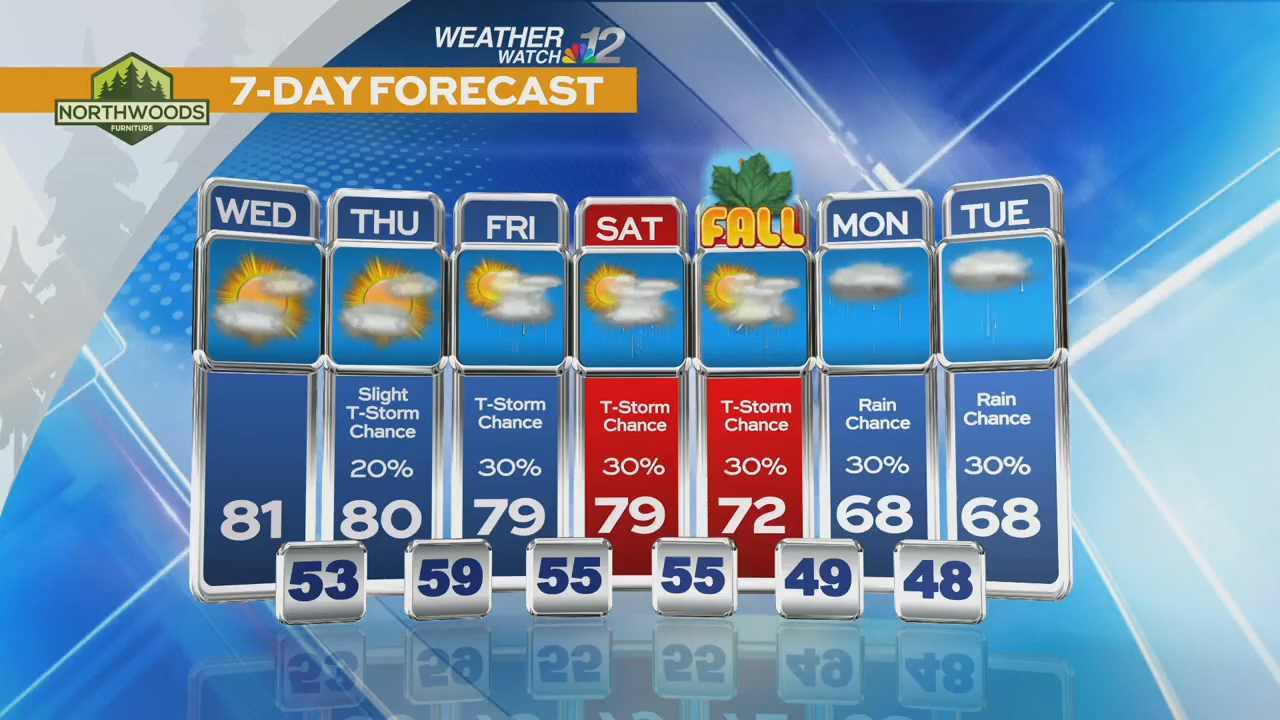 WEATHER
WATCH 12
7-DAY FORECAST
NORTHWOODS
FURNITURE
WED
THU
FRI
SAT
FALL
MON
TUE
Slight
T-Storm
Chance
20%
T-Storm
Chance
30%
T-Storm
Chance
30%
T-Storm
Chance
30%
Rain
Chance
30%
Rain
Chance
30%
81
80
79
79
72
68
68
53
59
55
55
49
48